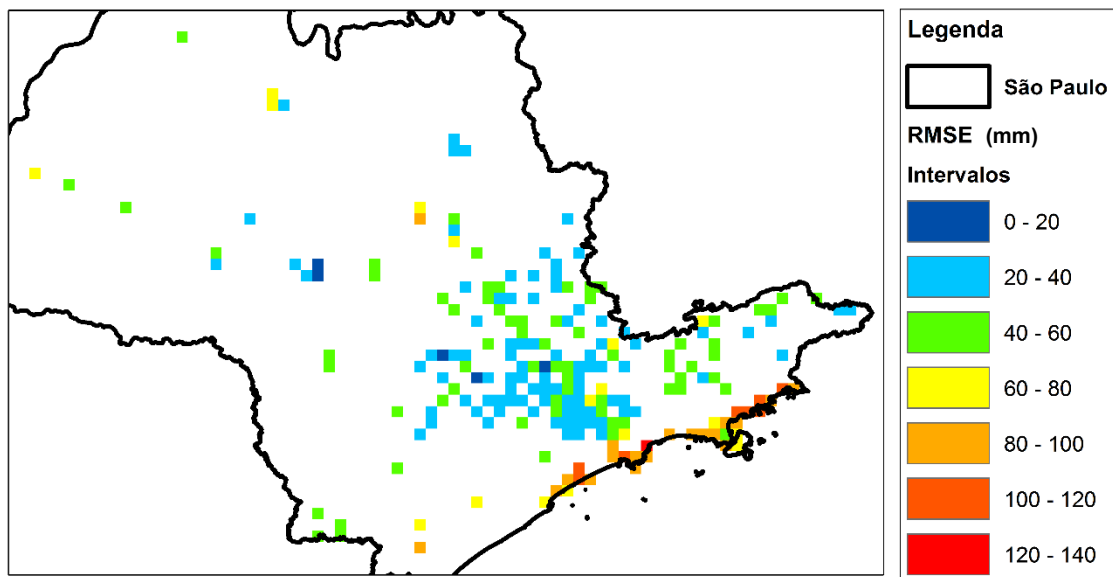 Legenda
São Paulo
RMSE (mm)
Intervalos
0 - 20
20 - 40
40 - 60
60 - 80
80 - 100
100 - 120
120 - 140